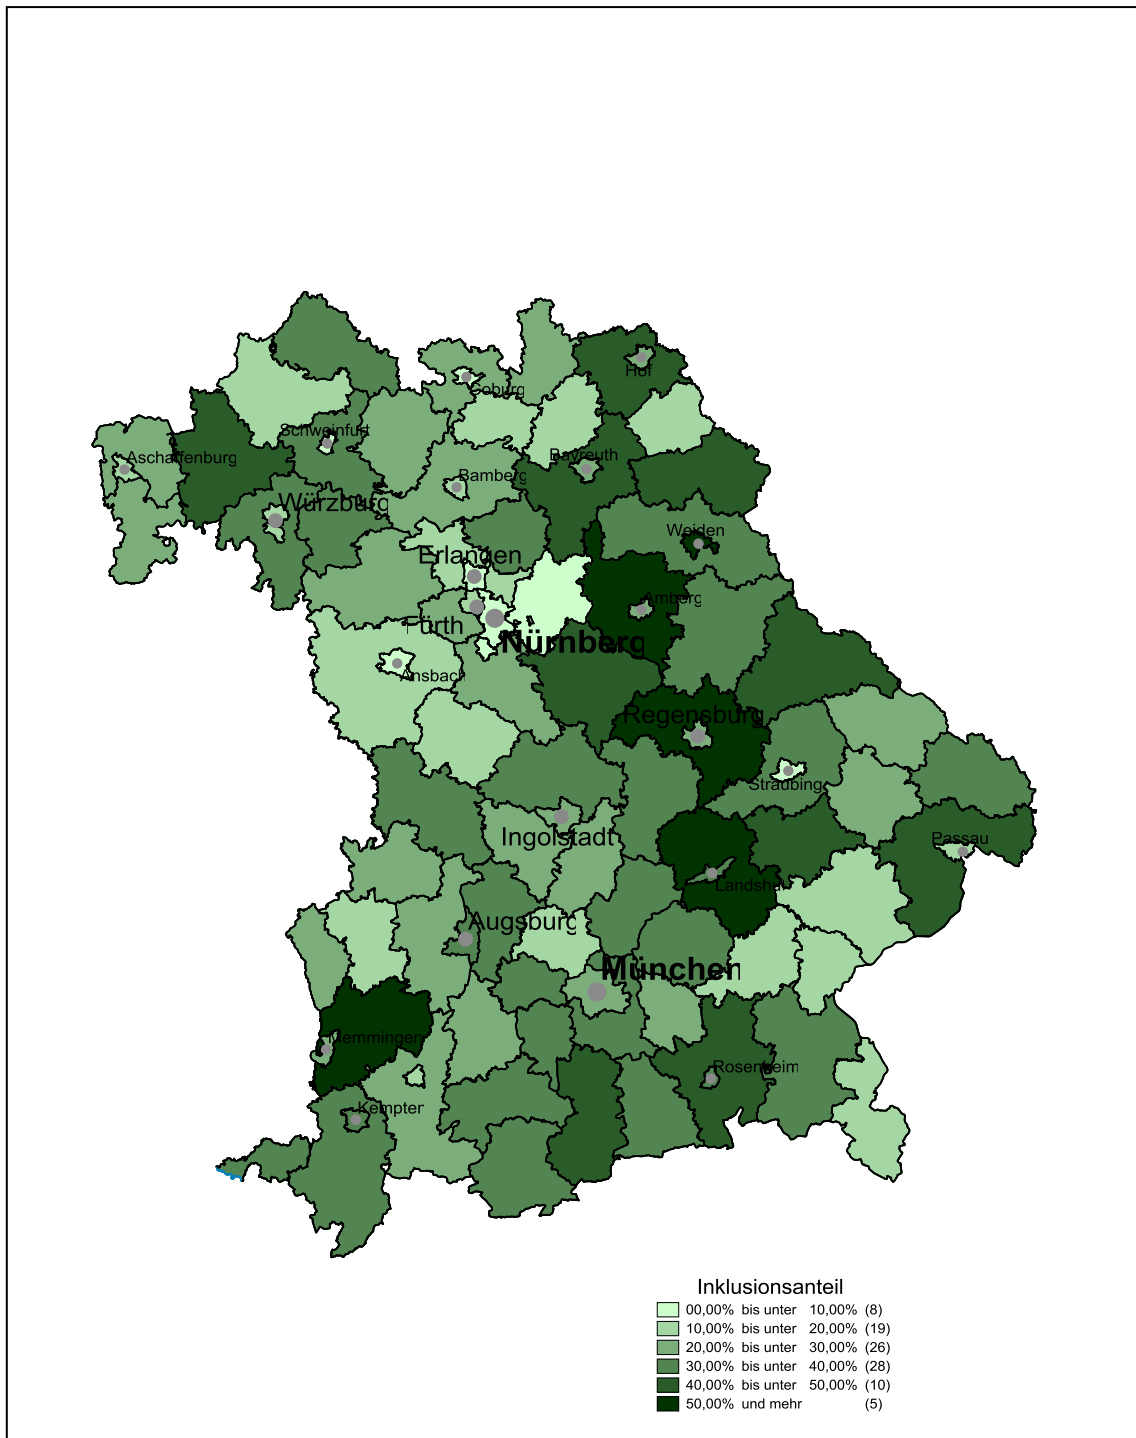 Hof
Coburg
Schweinfurt
Aschaffenburg
Bayreuth
Bamberg
Würzburg
Weiden
Erlangen
Amberg
Fürth
Nürnberg
Ansbach
Regensburg
Straubing
Ingolstadt
Passau
Landshut
Augsburg
München
Memmingen
Rosenheim
Kempten
Inklusionsanteil
00,00% bis unter 10,00% (8)
10,00% bis unter 20,00% (19)
20,00% bis unter 30,00% (26)
30,00% bis unter 40,00% (28)
40,00% bis unter 50,00% (10)
50,00% und mehr (5)